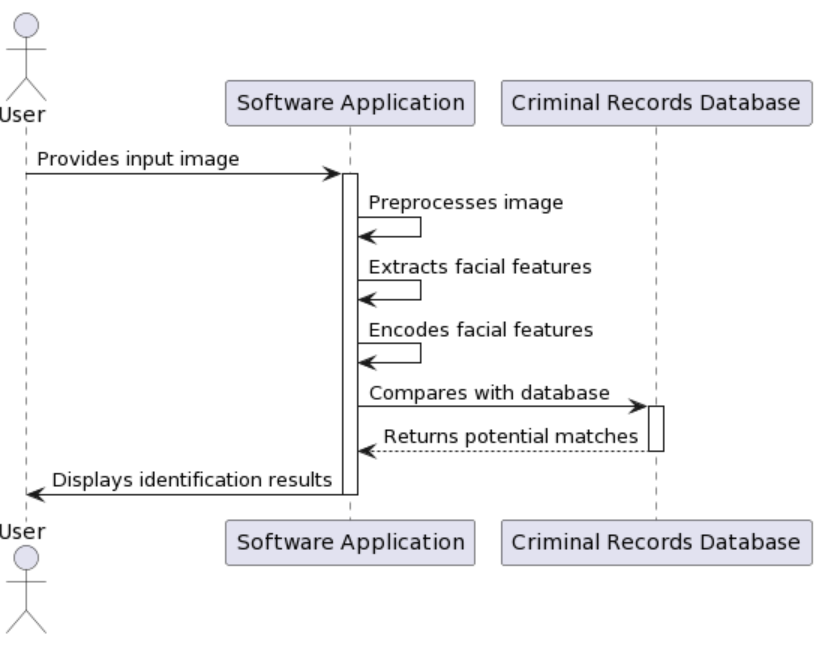 User
Software Application
Criminal Records Database
Provides input image
Preprocesses image
Extracts facial features
Encodes facial features
Compares with database
Returns potential matches
Displays identification results
User
Software Application
Criminal Records Database